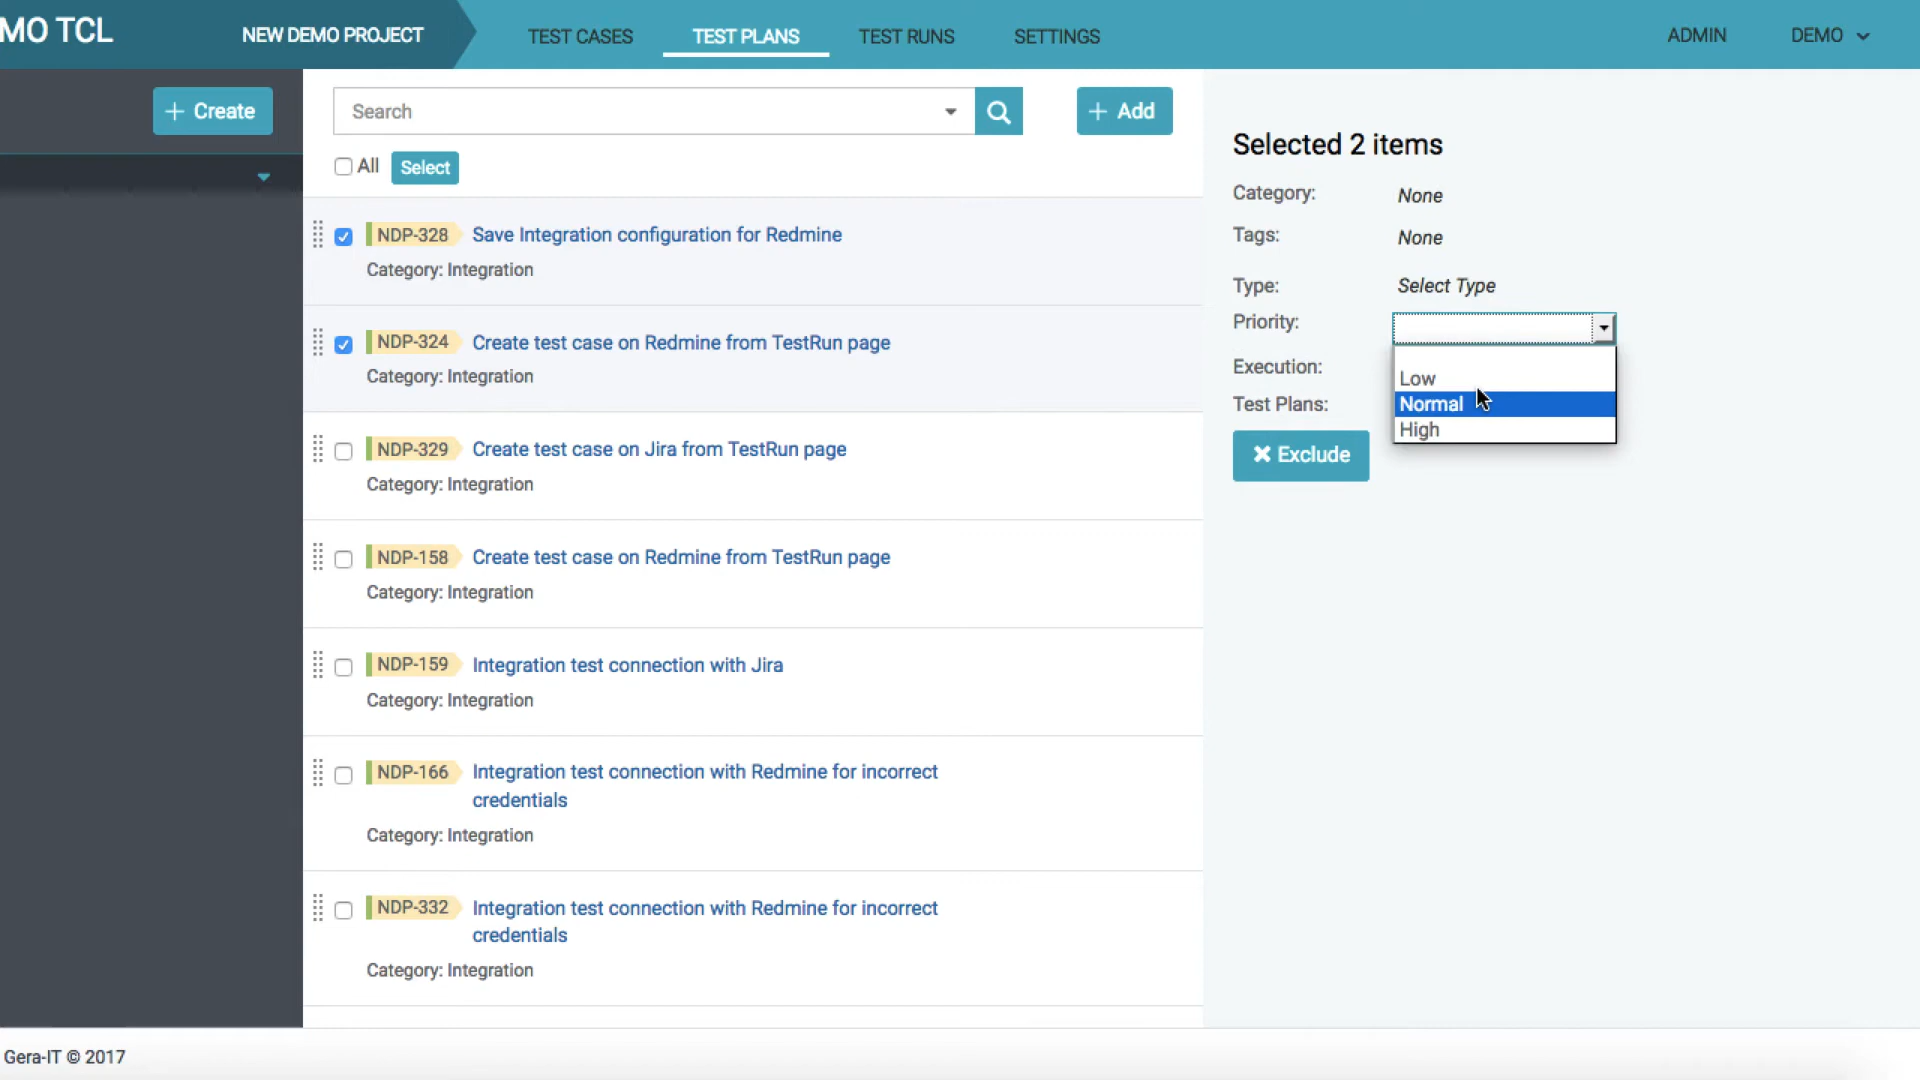 MO TCL
NEW DEMO PROJECT
TEST CASES
TEST PLANS
TEST RUNS
SETTINGS
ADMIN
DEMO
+ Create
Search
+ Add
All
Select
NDP-328 Save Integration configuration for Redmine
Category: Integration
NDP-324 Create test case on Redmine from TestRun page
Category: Integration
NDP-329 Create test case on Jira from TestRun page
Category: Integration
NDP-158 Create test case on Redmine from TestRun page
Category: Integration
NDP-159 Integration test connection with Jira
Category: Integration
NDP-166 Integration test connection with Redmine for incorrect
credentials
Category: Integration
NDP-332 Integration test connection with Redmine for incorrect
credentials
Category: Integration
Selected 2 items
Category: None
Tags: None
Type: Select Type
Priority:
Low
Normal
High
Execution:
Test Plans:
Exclude
Gera-IT © 2017